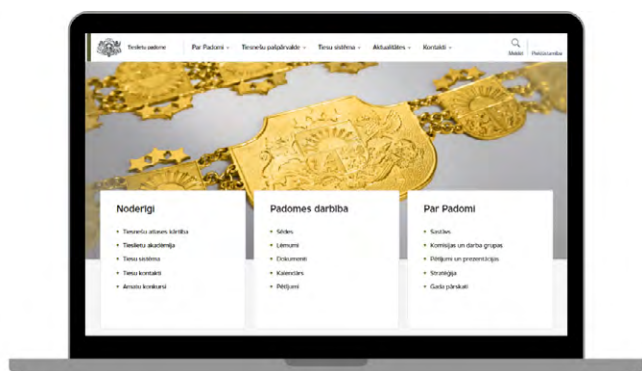 Tieslietu padome
Par Padomi
Tiesnešu pašpārvalde
Tiesu sistēma
Aktualitātes
Kontakti
Meklēt
Piekļūstamība
Noderīgi
Tiesnešu atlases kārtība
Tieslietu akadēmija
Tiesu sistēma
Tiesu kontakti
Amatu konkursi
Padomes darbība
Sēdes
Lēmumi
Dokumenti
Kalendārs
Pētījumi
Par Padomi
Sastāvs
Komisijas un darba grupas
Pētījumi un prezentācijas
Stratēģija
Gada pārskati